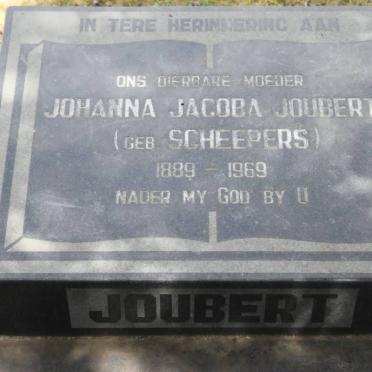 IN TERE HERINNERING AAN
ONS DIERBARE MOEDER
JOHANNA JACOBA JOUBERT
(GEB. SCHEEPERS)
1889 - 1969
NADER MY GOD BY U
JOUBERT